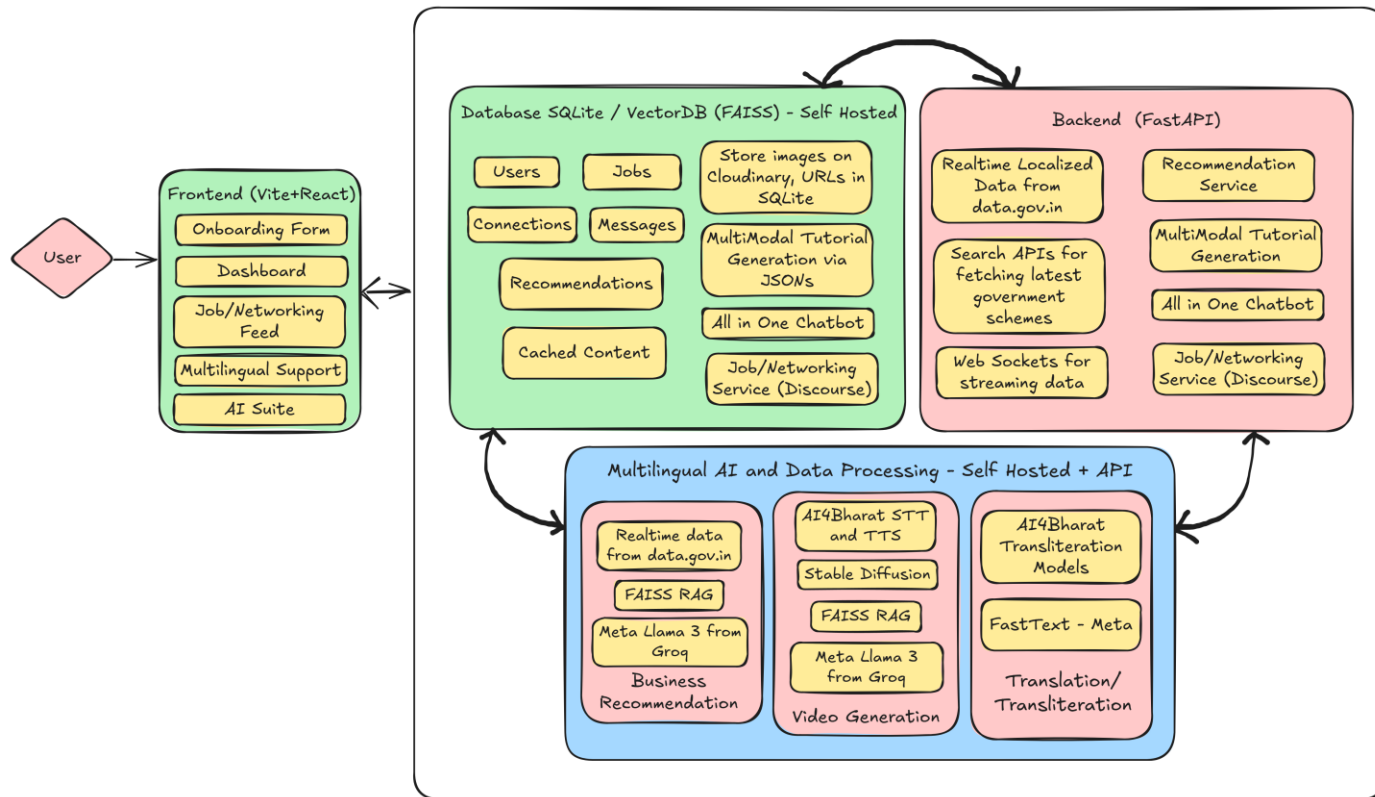 User
Frontend (Vite+React)
Onboarding Form
Dashboard
Job/Networking
Feed
Multilingual Support
AI Suite
Database SQLite / VectorDB (FAISS) - Self Hosted
Users
Jobs
Connections
Messages
Recommendations
Cached Content
Store images on
Cloudinary, URLs in
SQLite
MultiModal Tutorial
Generation via
JSONs
All in One Chatbot
Job/Networking
Service (Discourse)
Backend (FastAPI)
Realtime Localized
Data from
data.gov.in
Search APIs for
fetching latest
government
schemes
Web Sockets for
streaming data
Recommendation
Service
MultiModal Tutorial
Generation
All in One Chatbot
Job/Networking
Service (Discourse)
Multilingual AI and Data Processing - Self Hosted + API
Realtime data
from data.gov.in
FAISS RAG
Meta Llama 3 from
Groq
Business
Recommendation
AI4Bharat STT
and TTS
Stable Diffusion
FAISS RAG
Meta Llama 3
from Groq
Video Generation
AI4Bharat
Transliteration
Models
FastText - Meta
Translation/
Transliteration